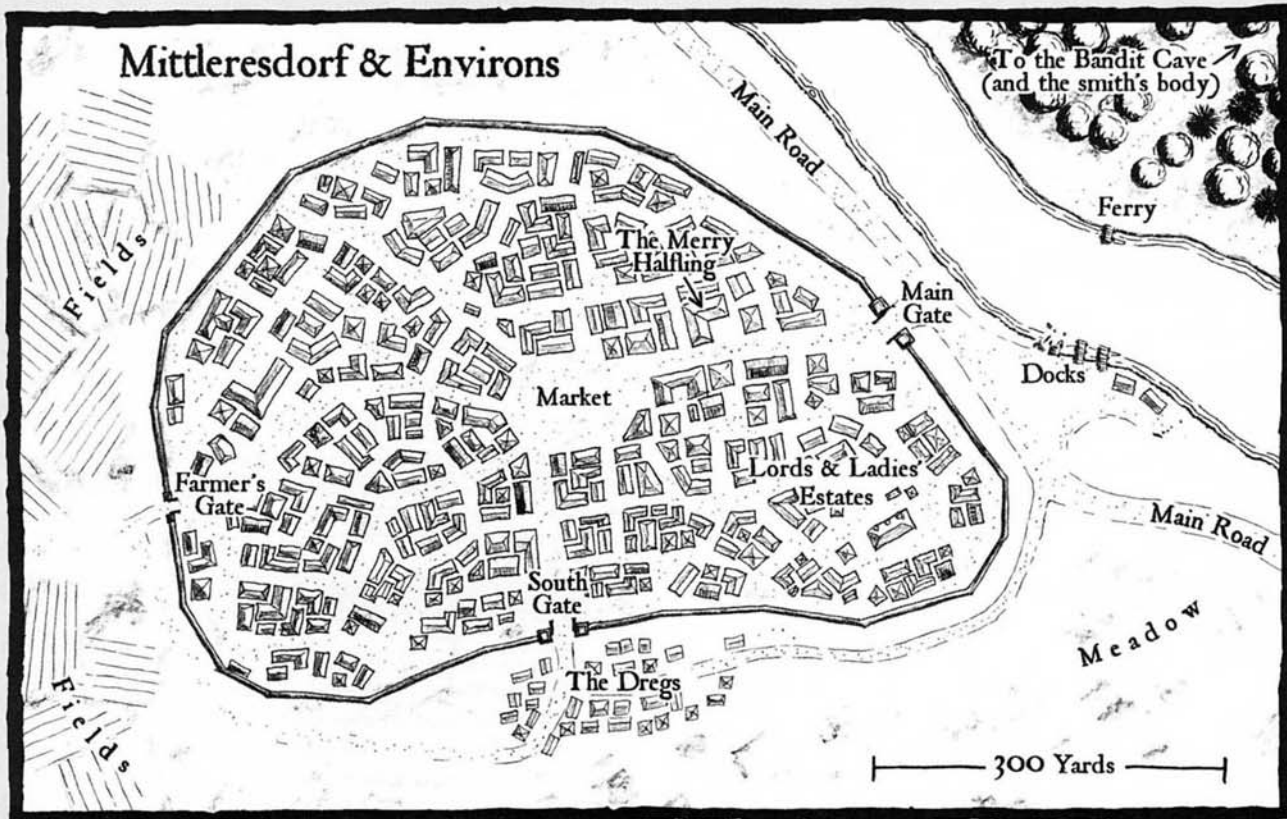 Mittleresdorf & Environs
To the Bandit Cave
(and the smith's body)
Main Road
Ferry
Fields
The Merry
Halfling
Main
Gate
Docks
Market
Farmer's
Gate
Lords & Ladies'
Estates
Main Road
South
Gate
Meadow
The Dregs
Fields
300 Yards